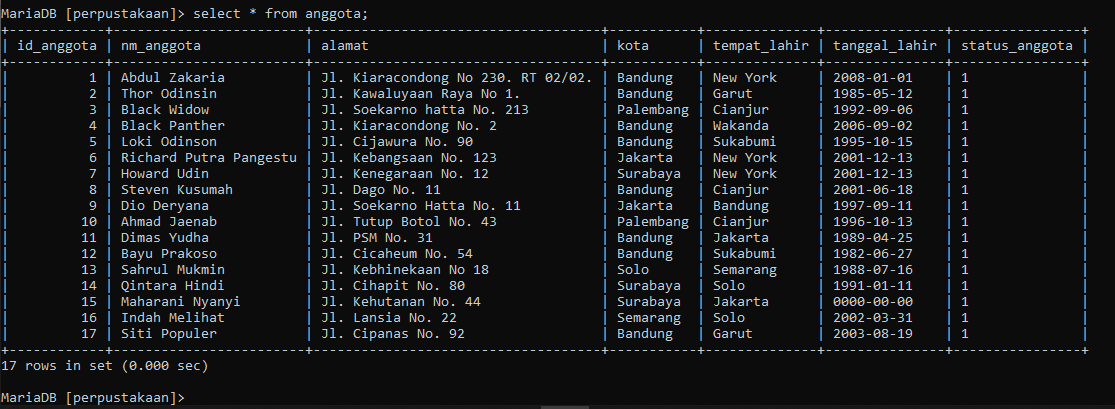 MariaDB [perpustakaan]> select * from anggota;
+------------+------------------------+------------------------------------+-----------+--------------+---------------+----------------+
| id_anggota | nm_anggota             | alamat                             | kota      | tempat_lahir | tanggal_lahir | status_anggota |
+------------+------------------------+------------------------------------+-----------+--------------+---------------+----------------+
|          1 | Abdul Zakaria          | Jl. Kiaracondong No 230. RT 02/02. | Bandung   | New York     | 2008-01-01    | 1              |
|          2 | Thor Odinsin           | Jl. Kawaluyaan Raya No 1.          | Bandung   | Garut        | 1985-05-12    | 1              |
|          3 | Black Widow            | Jl. Soekarno hatta No. 213         | Palembang | Cianjur      | 1992-09-06    | 1              |
|          4 | Black Panther          | Jl. Kiaracondong No. 2             | Bandung   | Wakanda      | 2006-09-02    | 1              |
|          5 | Loki Odinson           | Jl. Cijawura No. 90                | Bandung   | Sukabumi     | 1995-10-15    | 1              |
|          6 | Richard Putra Pangestu | Jl. Kebangsaan No. 123             | Jakarta   | New York     | 2001-12-13    | 1              |
|          7 | Howard Udin            | Jl. Kenegaraan No. 12              | Surabaya  | New York     | 2001-12-13    | 1              |
|          8 | Steven Kusumah         | Jl. Dago No. 11                    | Bandung   | Cianjur      | 2001-06-18    | 1              |
|          9 | Dio Deryana            | Jl. Soekarno Hatta No. 11          | Jakarta   | Bandung      | 1997-09-11    | 1              |
|         10 | Ahmad Jaenab           | Jl. Tutup Botol No. 43             | Palembang | Cianjur      | 1996-10-13    | 1              |
|         11 | Dimas Yudha            | Jl. PSM No. 31                     | Bandung   | Jakarta      | 1989-04-25    | 1              |
|         12 | Bayu Prakoso           | Jl. Cicaheum No. 54                | Bandung   | Sukabumi     | 1982-06-27    | 1              |
|         13 | Sahrul Mukmin          | Jl. Kebhinekaan No 18              | Solo      | Semarang     | 1988-07-16    | 1              |
|         14 | Qintara Hindi          | Jl. Cihapit No. 80                 | Surabaya  | Solo         | 1991-01-11    | 1              |
|         15 | Maharani Nyanyi        | Jl. Kehutanan No. 44               | Surabaya  | Jakarta      | 0000-00-00    | 1              |
|         16 | Indah Melihat          | Jl. Lansia No. 22                  | Semarang  | Solo         | 2002-03-31    | 1              |
|         17 | Siti Populer           | Jl. Cipanas No. 92                 | Bandung   | Garut        | 2003-08-19    | 1              |
+------------+------------------------+------------------------------------+-----------+--------------+---------------+----------------+
17 rows in set (0.000 sec)
MariaDB [perpustakaan]>